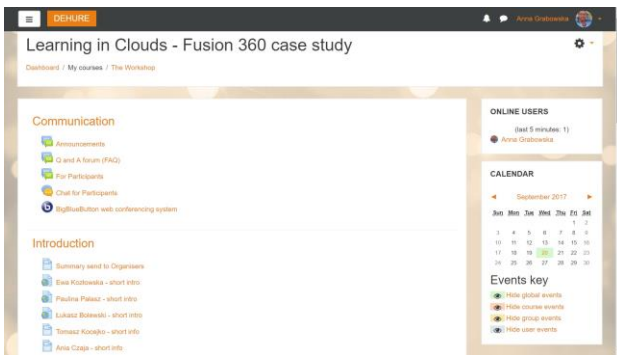 DEHURE
Anna Grabowska
Learning in Clouds - Fusion 360 case study
Dashboard / My courses / The Workshop
Communication
Announcements
Q and A forum (FAQ)
For Participants
Chat for Participants
BigBlueButton web conferencing system
Introduction
Summary send to Organisers
Ewa Kozłowska - short intro
Paulina Pałasz - short intro
Łukasz Bolewski - short intro
Tomasz Kocejko - short info
Ania Czaja - short info
ONLINE USERS
(last 5 minutes: 1)
Anna Grabowska
CALENDAR
◄ September 2017 ►
Sun Mon Tue Wed Thu Fri Sat
1 2
3 4 5 6 7 8 9
10 11 12 13 14 15 16
17 18 19 20 21 22 23
24 25 26 27 28 29 30
Events key
Hide global events
Hide course events
Hide group events
Hide user events